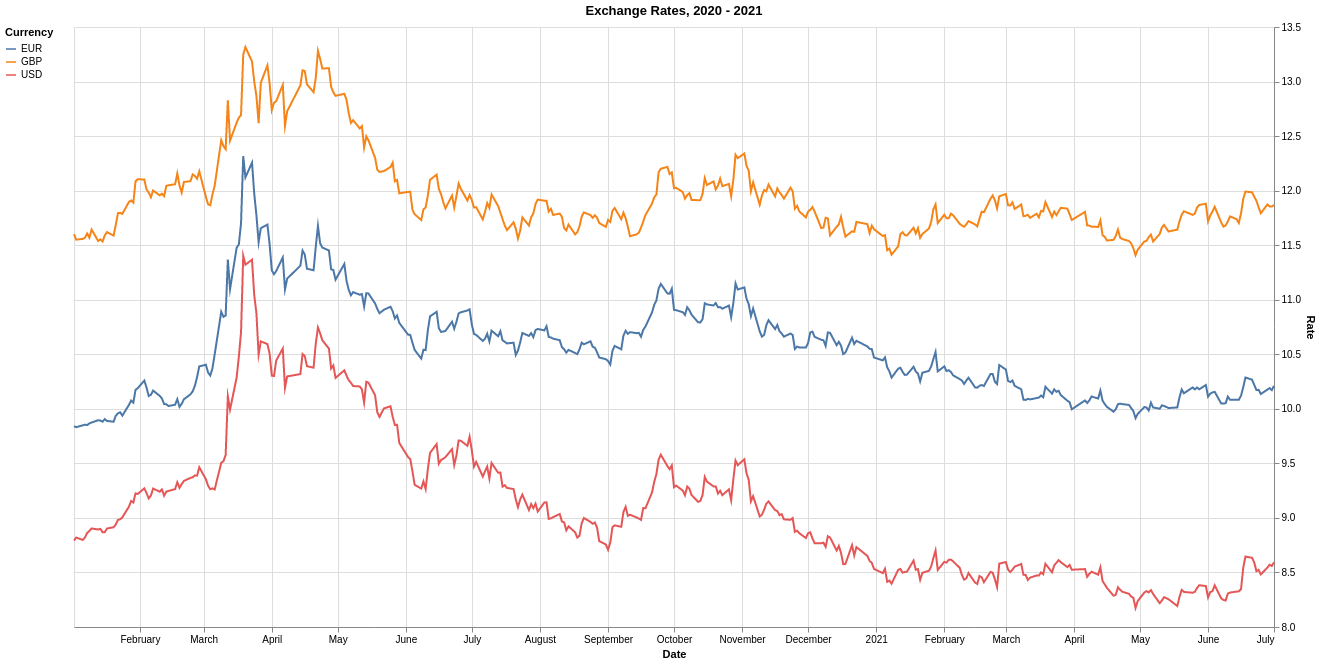 Exchange Rates, 2020 - 2021
Currency
EUR
GBP
USD
13.5
13.0
12.5
12.0
11.5
11.0
10.5
10.0
9.5
9.0
8.5
8.0
Rate
February March April May June July August September October November December 2021 February March April May June July
Date